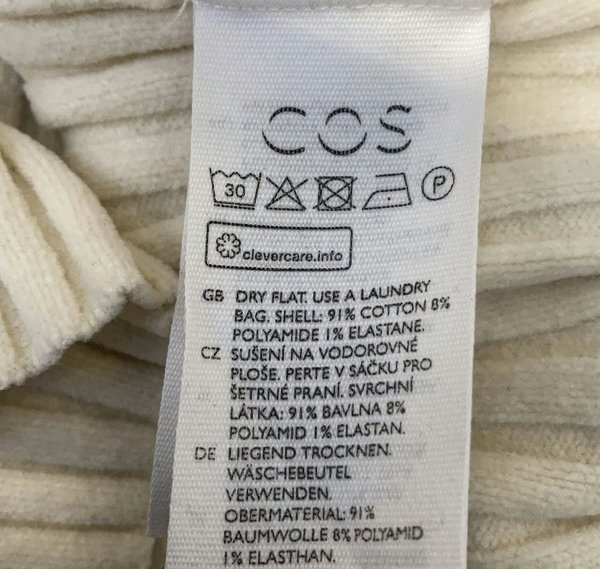 COS
30
P
clevercare.info
GB DRY FLAT. USE A LAUNDRY
BAG. SHELL: 91% COTTON 8%
POLYAMIDE 1% ELASTANE.
CZ SUŠENÍ NA VODOROVNÉ
PLOŠE. PERTE V SÁČKU PRO
ŠETRNÉ PRANÍ. SVRCHNÍ
LÁTKA: 91% BAVLNA 8%
POLYAMID 1% ELASTAN.
DE LIEGEND TROCKNEN.
WÄSCHEBEUTEL
VERWENDEN.
OBERMATERIAL: 91%
BAUMWOLLE 8% POLYAMID
1% ELASTHAN.